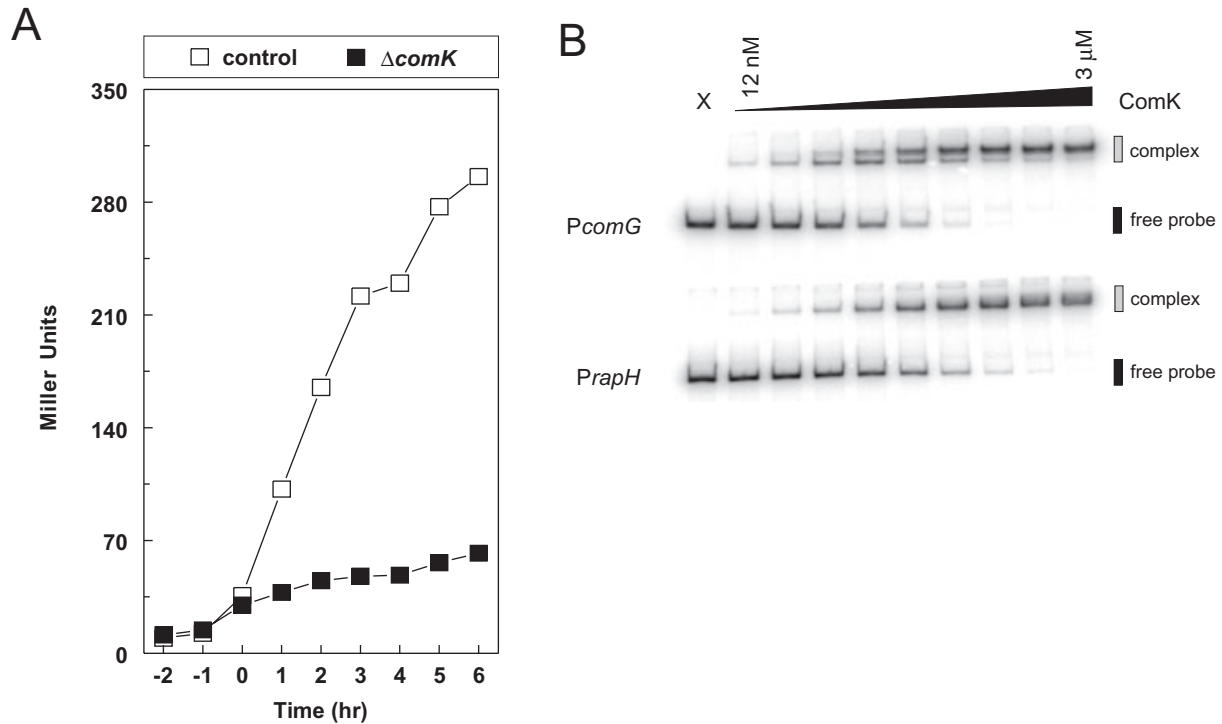 A
control ΔcomK
350
280
210
140
70
0
Miller Units
-2 -1 0 1 2 3 4 5 6
Time (hr)
B
12 nM
3 μM
X
ComK
complex
PcomG
free probe
complex
PrapH
free probe